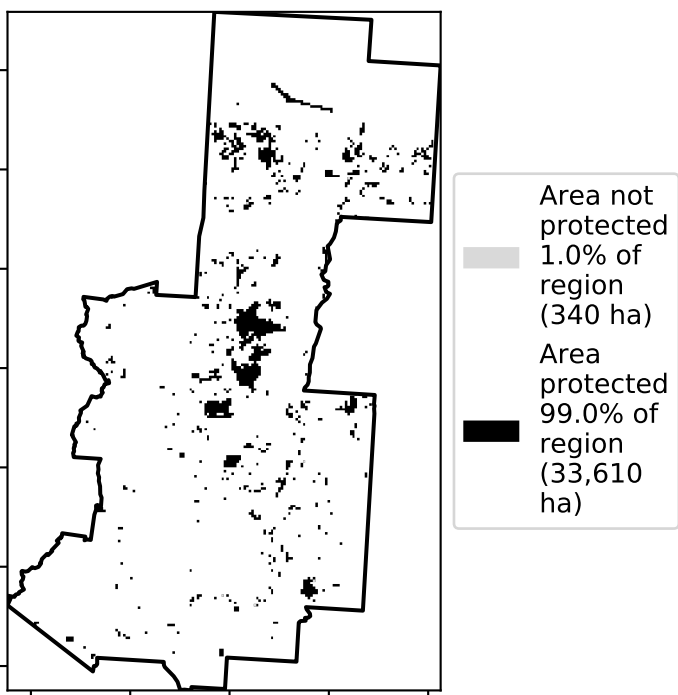 Area not
protected
1.0% of
region
(340 ha)
Area
protected
99.0% of
region
(33,610
ha)